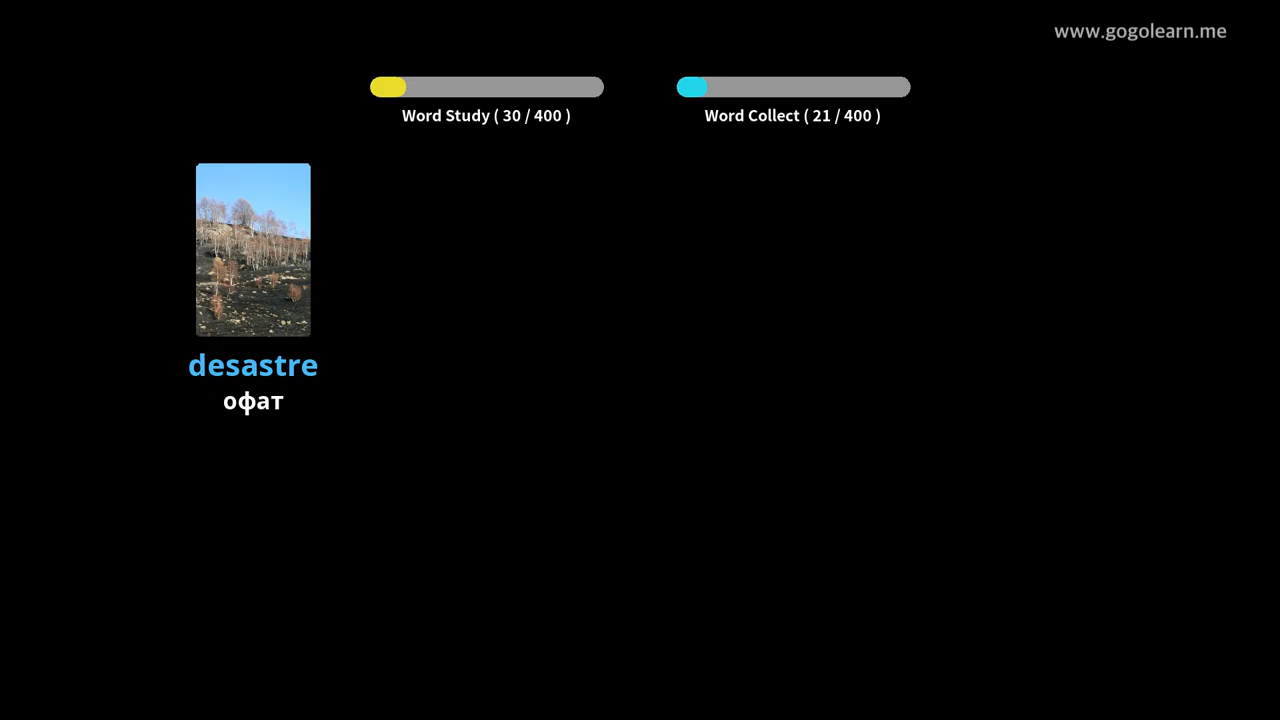 www.gogolearn.me
Word Study ( 30 / 400 )
Word Collect ( 21 / 400 )
desastre
офат